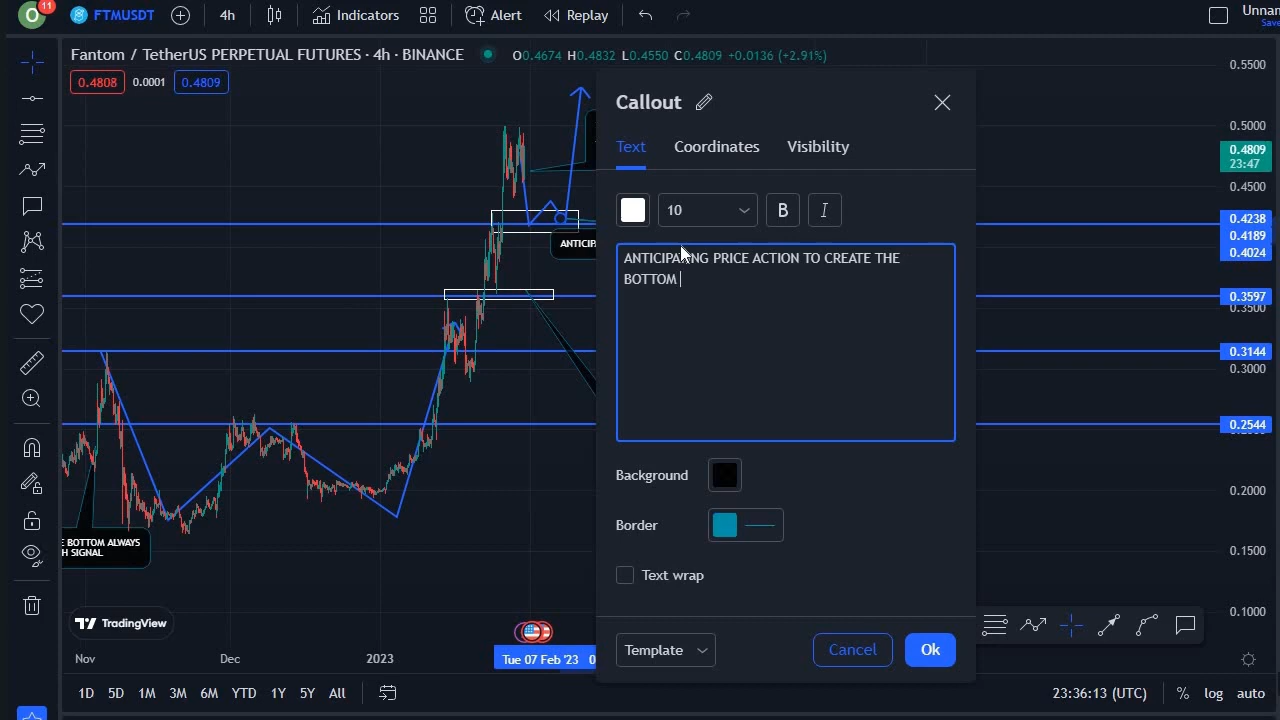 O
11
FTMUSDT
4h
Indicators
Alert
Replay
Unnan
Save
Fantom / TetherUS PERPETUAL FUTURES · 4h · BINANCE
O0.4674 H0.4832 L0.4550 C0.4809 +0.0136 (+2.91%)
0.4808
0.0001
0.4809
Callout
Text
Coordinates
Visibility
10
B
I
ANTICIPATING PRICE ACTION TO CREATE THE
BOTTOM
Background
Border
Text wrap
Template
Cancel
Ok
ANTICIP
E BOTTOM ALWAYS
H SIGNAL
TradingView
0.5500
0.5000
0.4809
23:47
0.4500
0.4238
0.4189
0.4024
0.3597
0.3500
0.3144
0.3000
0.2544
0.2000
0.1500
0.1000
Nov
Dec
2023
Tue 07 Feb '23
1D
5D
1M
3M
6M
YTD
1Y
5Y
All
23:36:13 (UTC)
%
log
auto